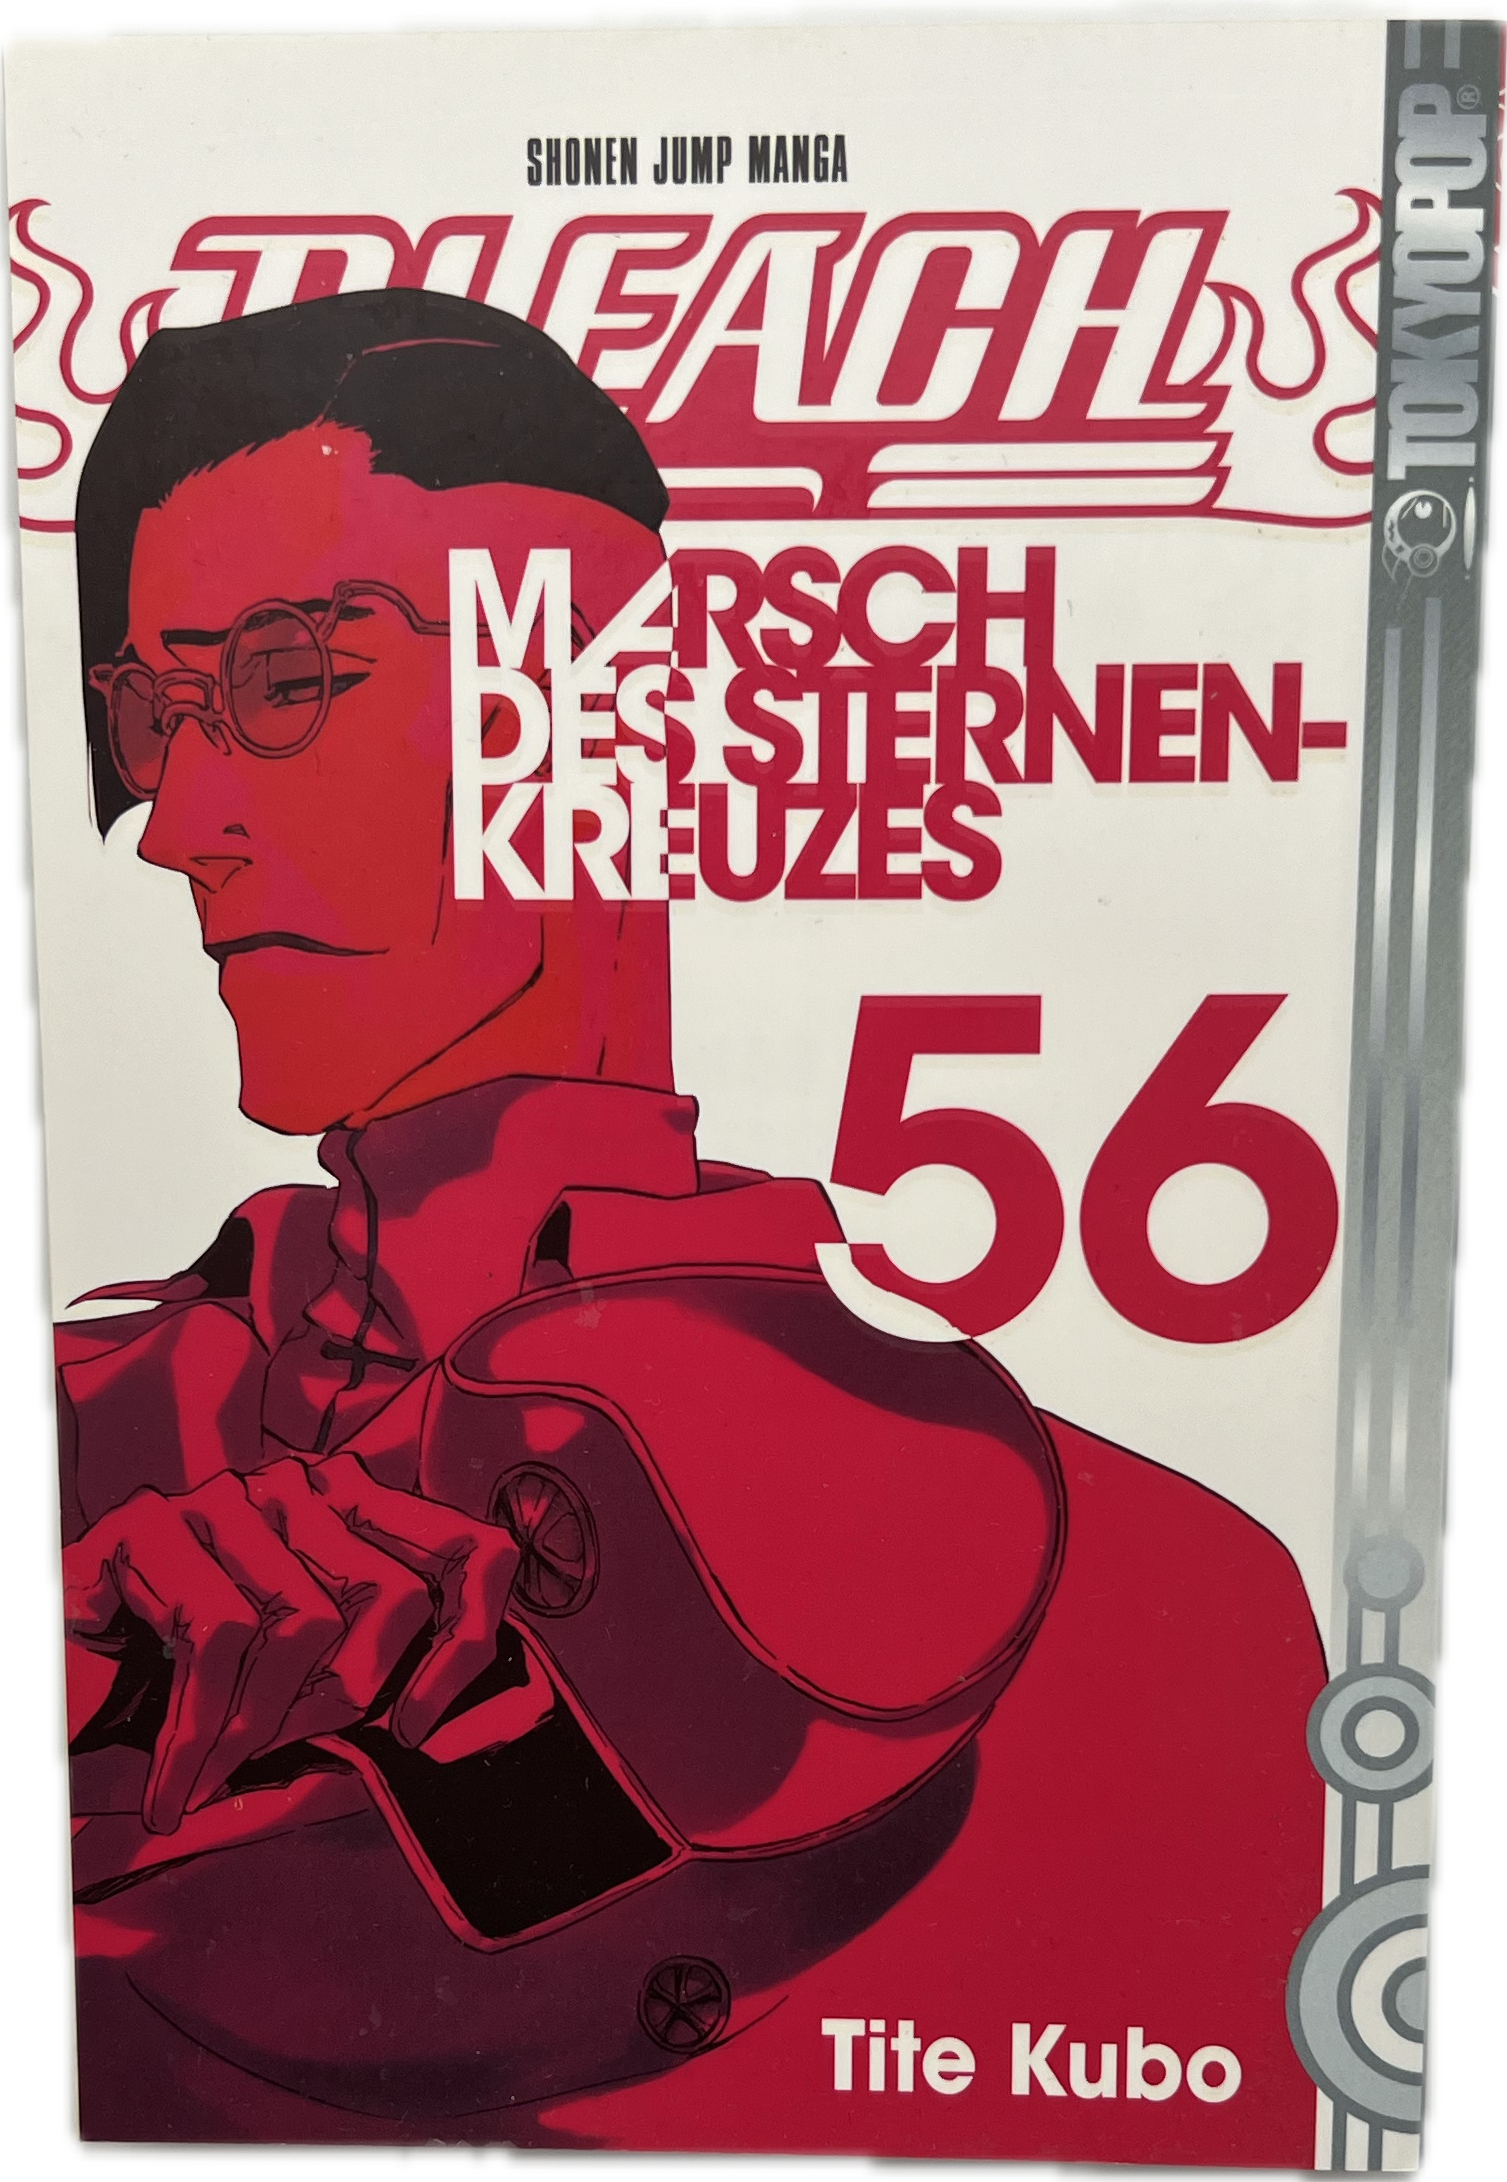 SHONEN JUMP MANGA
BLEACH
MARSCH
DES STERNEN-
KREUZES
56
Tite Kubo
TOKYOPOP®